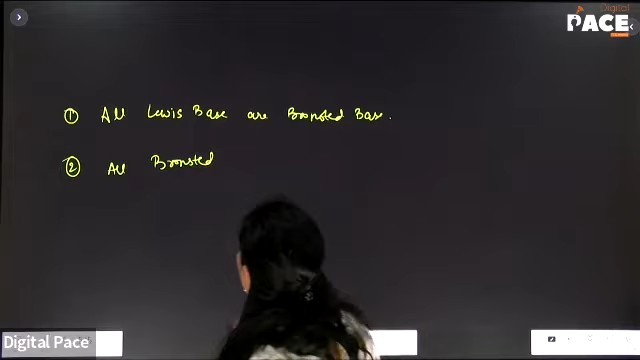 Digital
PACE
① All Lewis Base are Bronsted Base.
② All Bronsted
Digital Pace